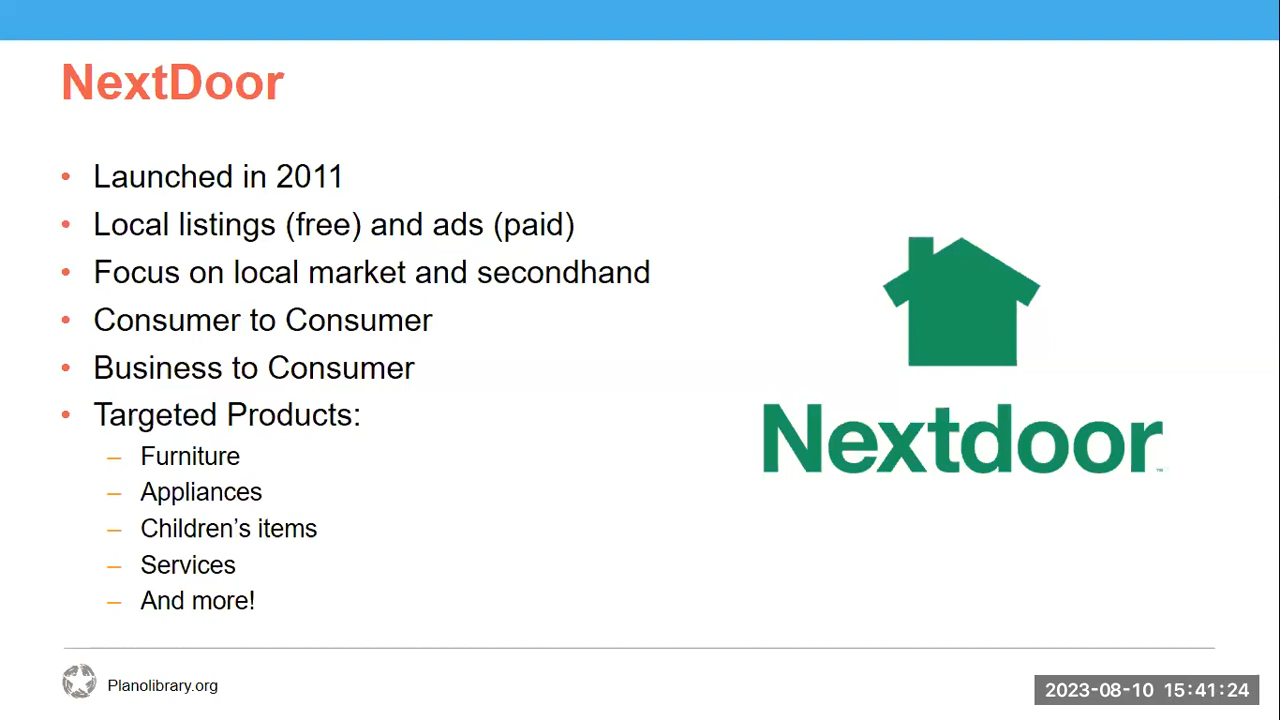 NextDoor
• Launched in 2011
• Local listings (free) and ads (paid)
• Focus on local market and secondhand
• Consumer to Consumer
• Business to Consumer
• Targeted Products:
– Furniture
– Appliances
– Children’s items
– Services
– And more!
Nextdoor™
Planolibrary.org
2023-08-10 15:41:24